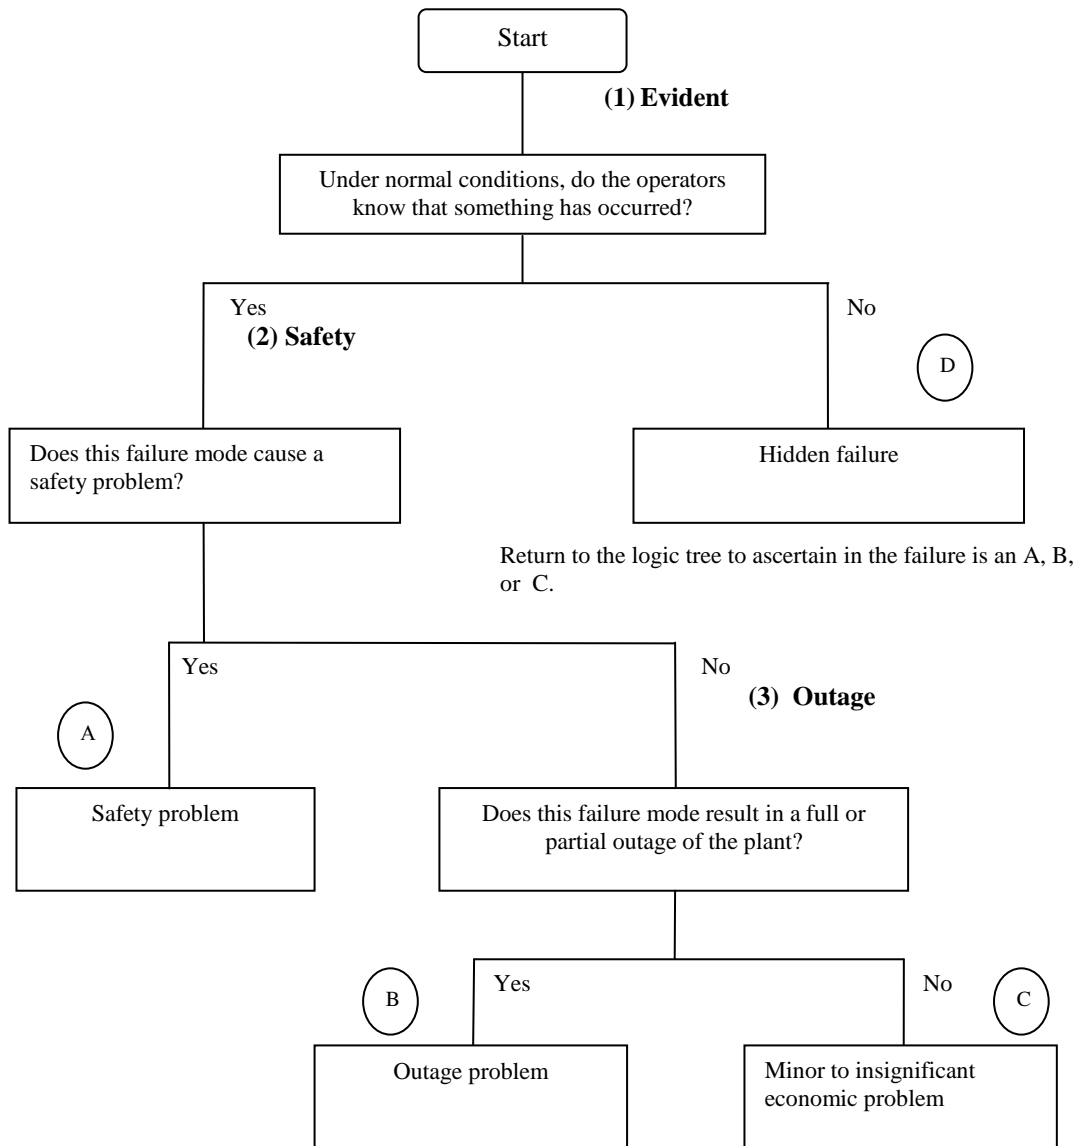 Start
(1) Evident
Under normal conditions, do the operators
know that something has occurred?
Yes
(2) Safety
No
D
Does this failure mode cause a
safety problem?
Hidden failure
Return to the logic tree to ascertain in the failure is an A, B,
or C.
Yes
No
(3) Outage
A
Safety problem
Does this failure mode result in a full or
partial outage of the plant?
B
Yes
No
C
Outage problem
Minor to insignificant
economic problem